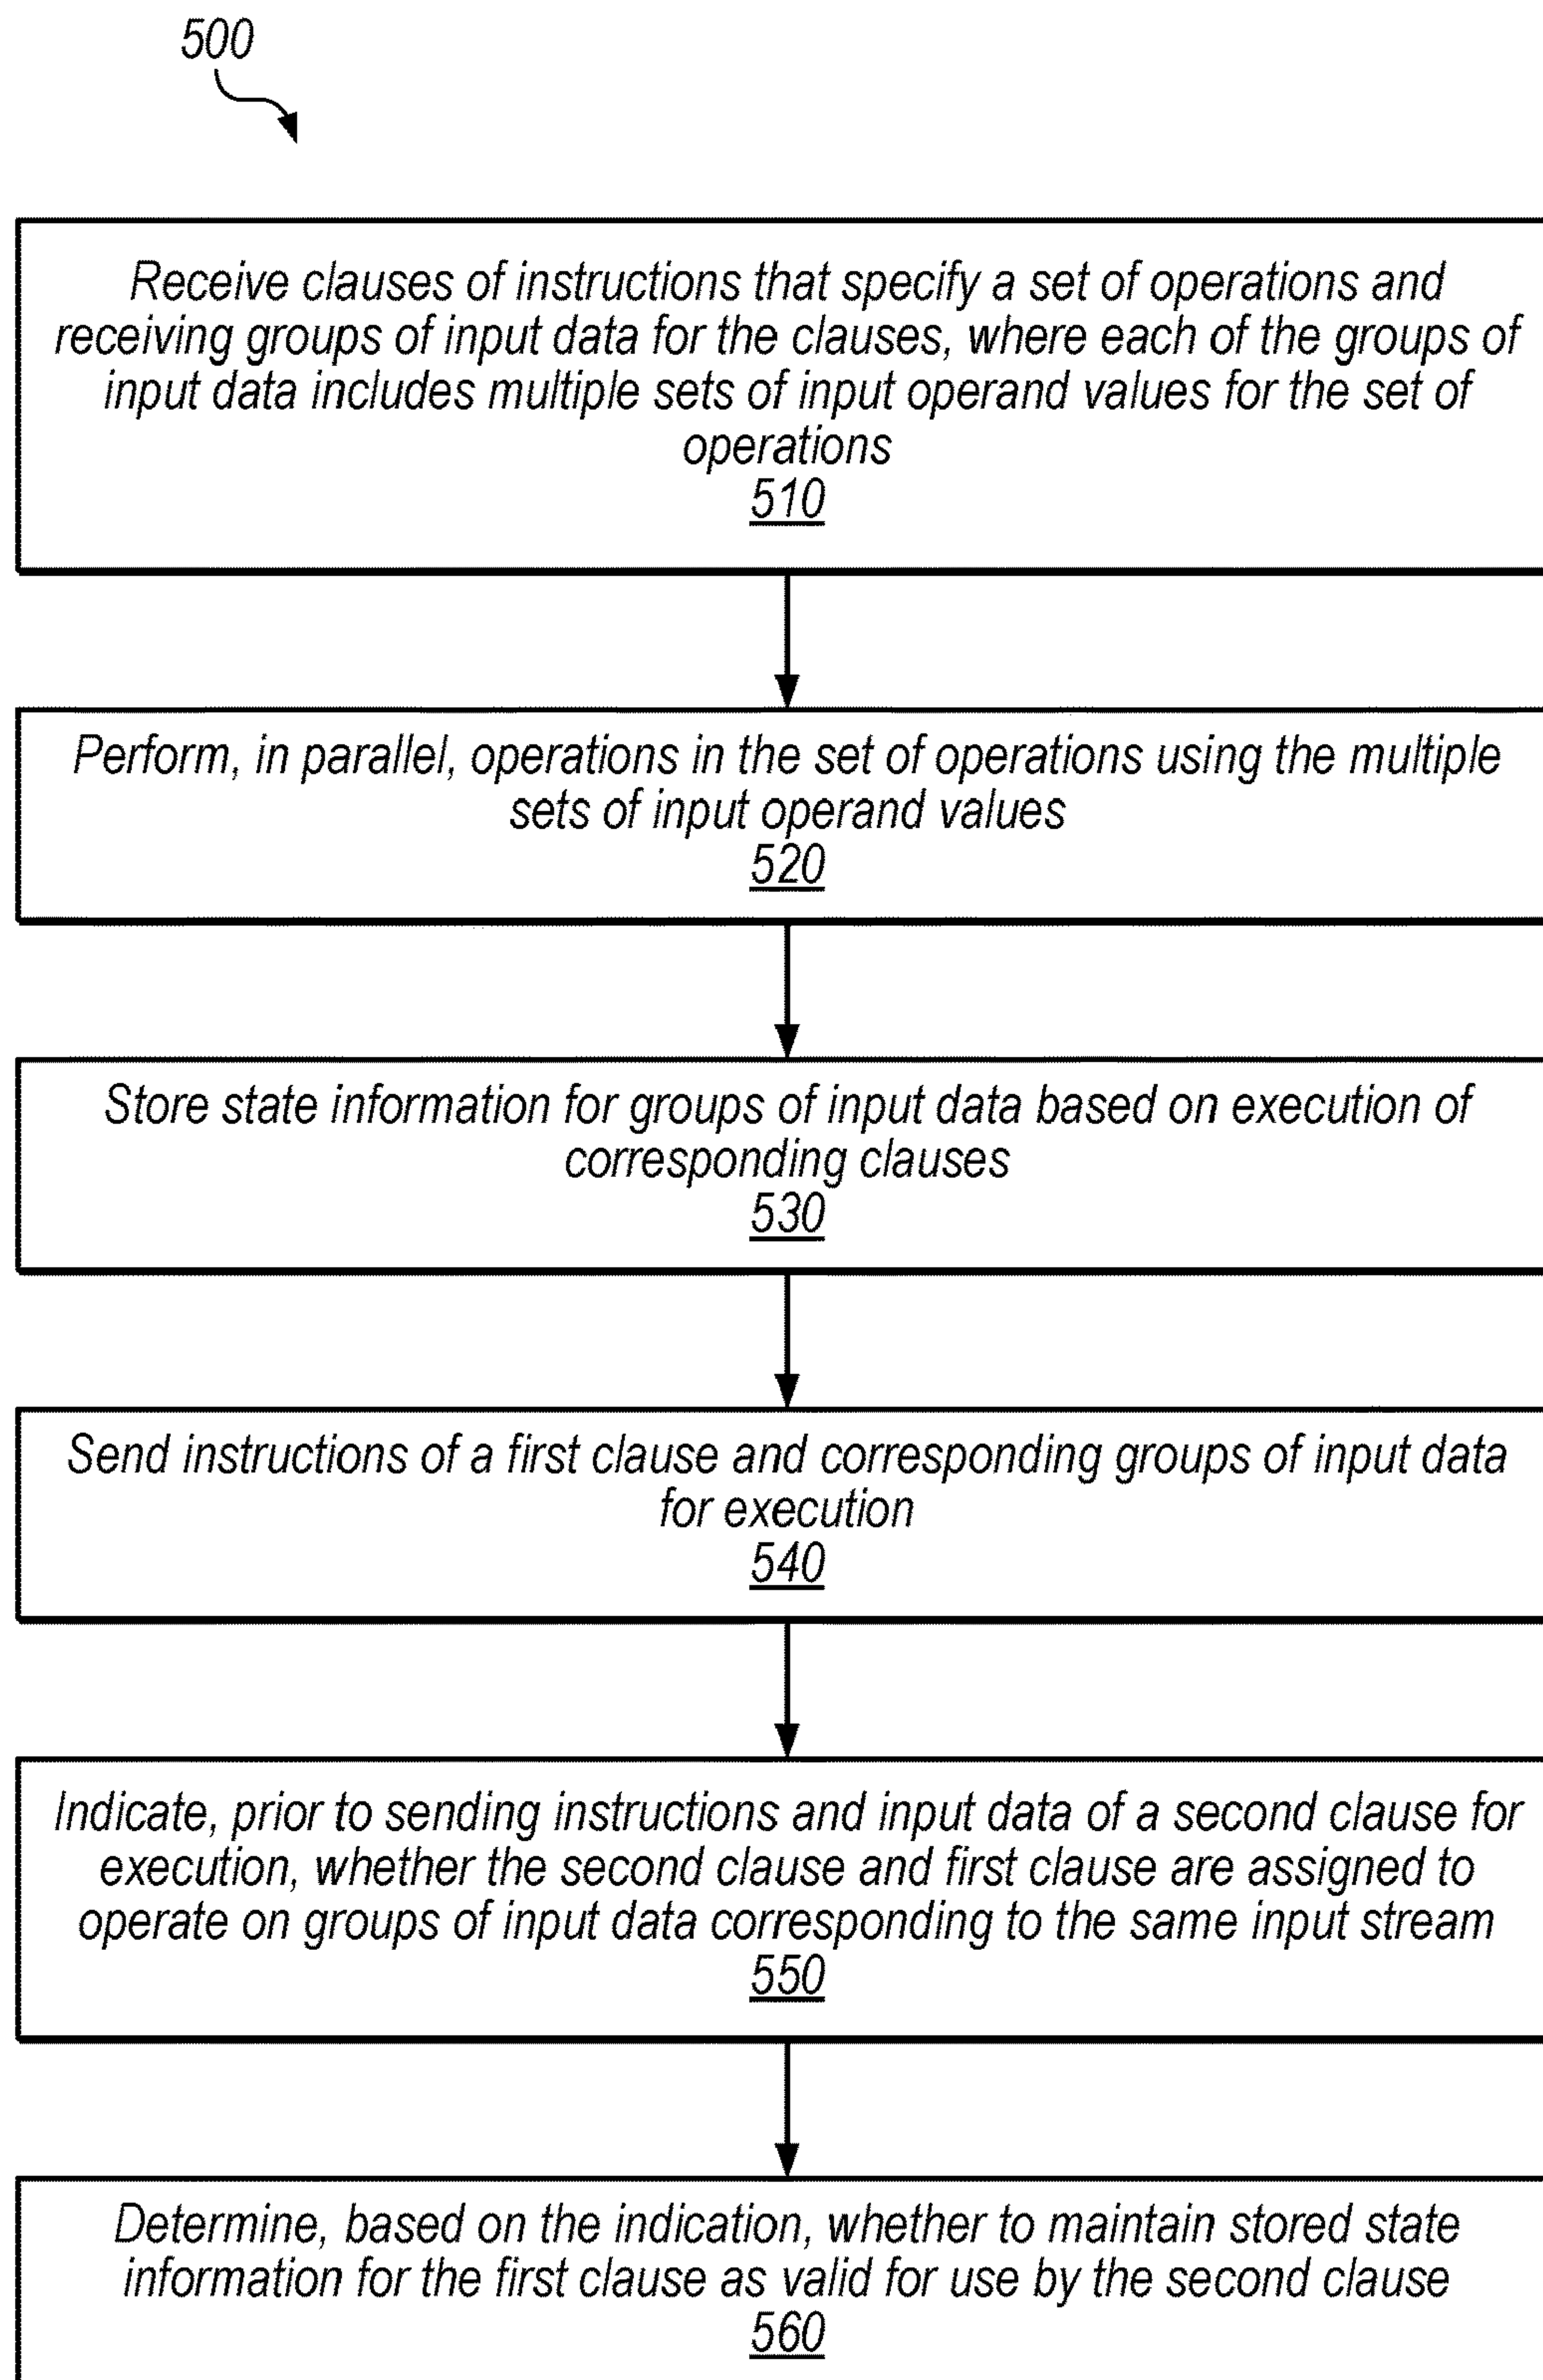 500
Receive clauses of instructions that specify a set of operations and
receiving groups of input data for the clauses, where each of the groups of
input data includes multiple sets of input operand values for the set of
operations
510
Perform, in parallel, operations in the set of operations using the multiple
sets of input operand values
520
Store state information for groups of input data based on execution of
corresponding clauses
530
Send instructions of a first clause and corresponding groups of input data
for execution
540
Indicate, prior to sending instructions and input data of a second clause for
execution, whether the second clause and first clause are assigned to
operate on groups of input data corresponding to the same input stream
550
Determine, based on the indication, whether to maintain stored state
information for the first clause as valid for use by the second clause
560